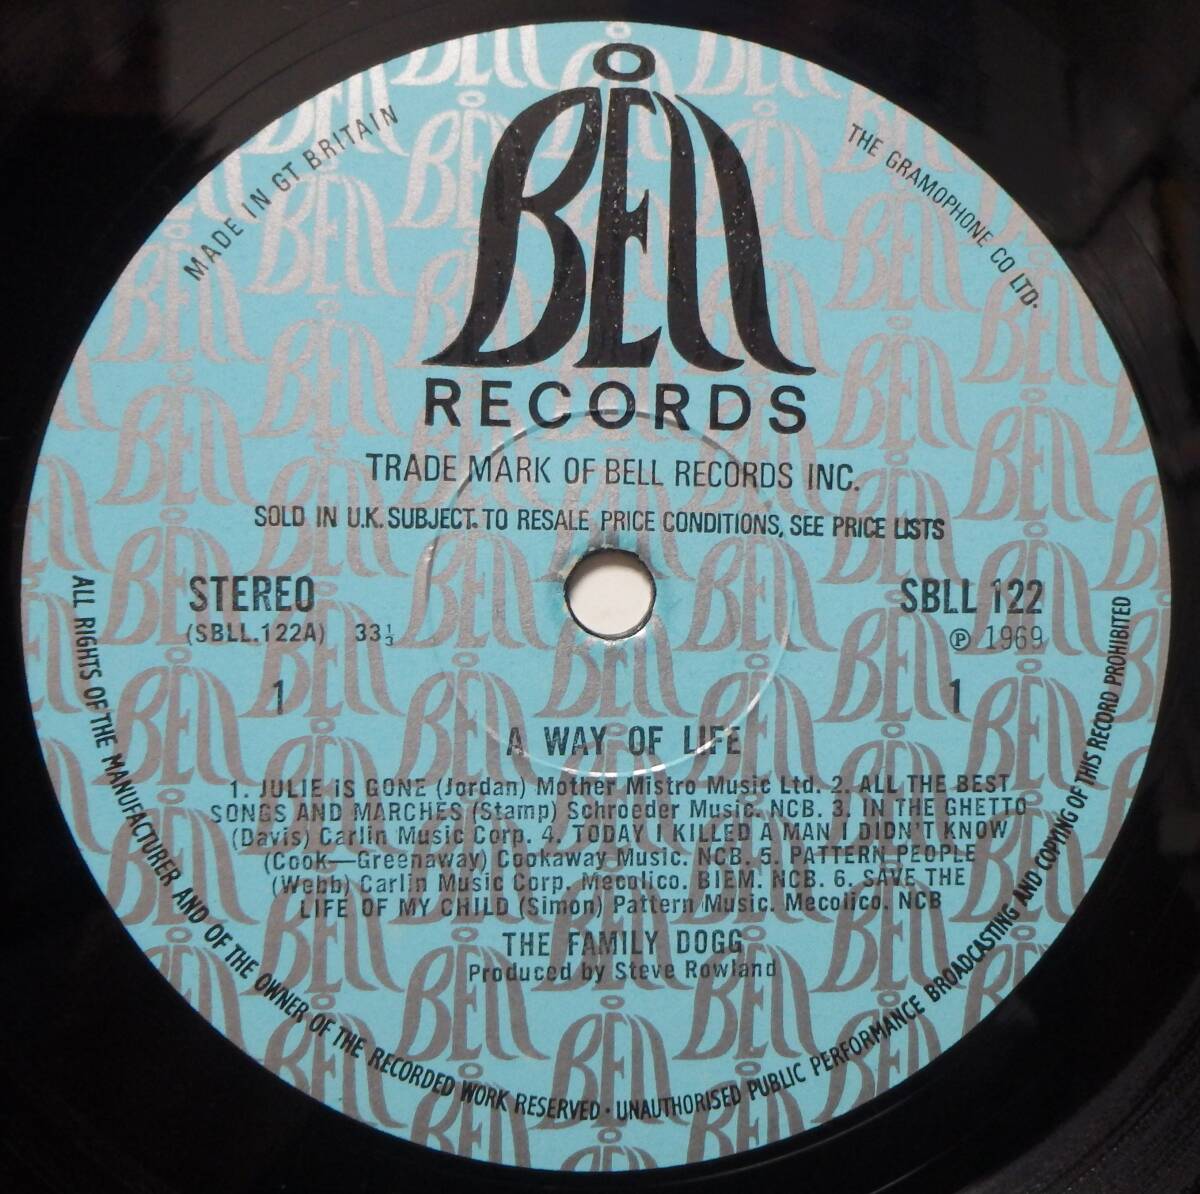 BELL
RECORDS
MADE IN GT BRITAIN
THE GRAMOPHONE CO LTD.
TRADE MARK OF BELL RECORDS INC.
SOLD IN U.K. SUBJECT. TO RESALE PRICE CONDITIONS, SEE PRICE LISTS
STEREO
(SBLL.122A) 33⅓
1
SBLL 122
℗ 1969
1
A WAY OF LIFE
1. JULIE iS GONE (Jordan) Mother Mistro Music Ltd. 2. ALL THE BEST
SONGS AND MARCHES (Stamp) Schroeder Music. NCB. 3. IN THE GHETTO
(Davis) Carlin Music Corp. 4. TODAY I KILLED A MAN I DIDN'T KNOW
(Cook—Greenaway) Cookaway Music. NCB. 5. PATTERN PEOPLE
(Webb) Carlin Music Corp. Mecolico. BIEM. NCB. 6. SAVE THE
LIFE OF MY CHILD (Simon) Pattern Music. Mecolico. NCB
THE FAMILY DOGG
Produced by Steve Rowland
ALL RIGHTS OF THE MANUFACTURER AND OF THE OWNER OF THE RECORDED WORK RESERVED · UNAUTHORISED PUBLIC PERFORMANCE BROADCASTING AND COPYING OF THIS RECORD PROHIBITED